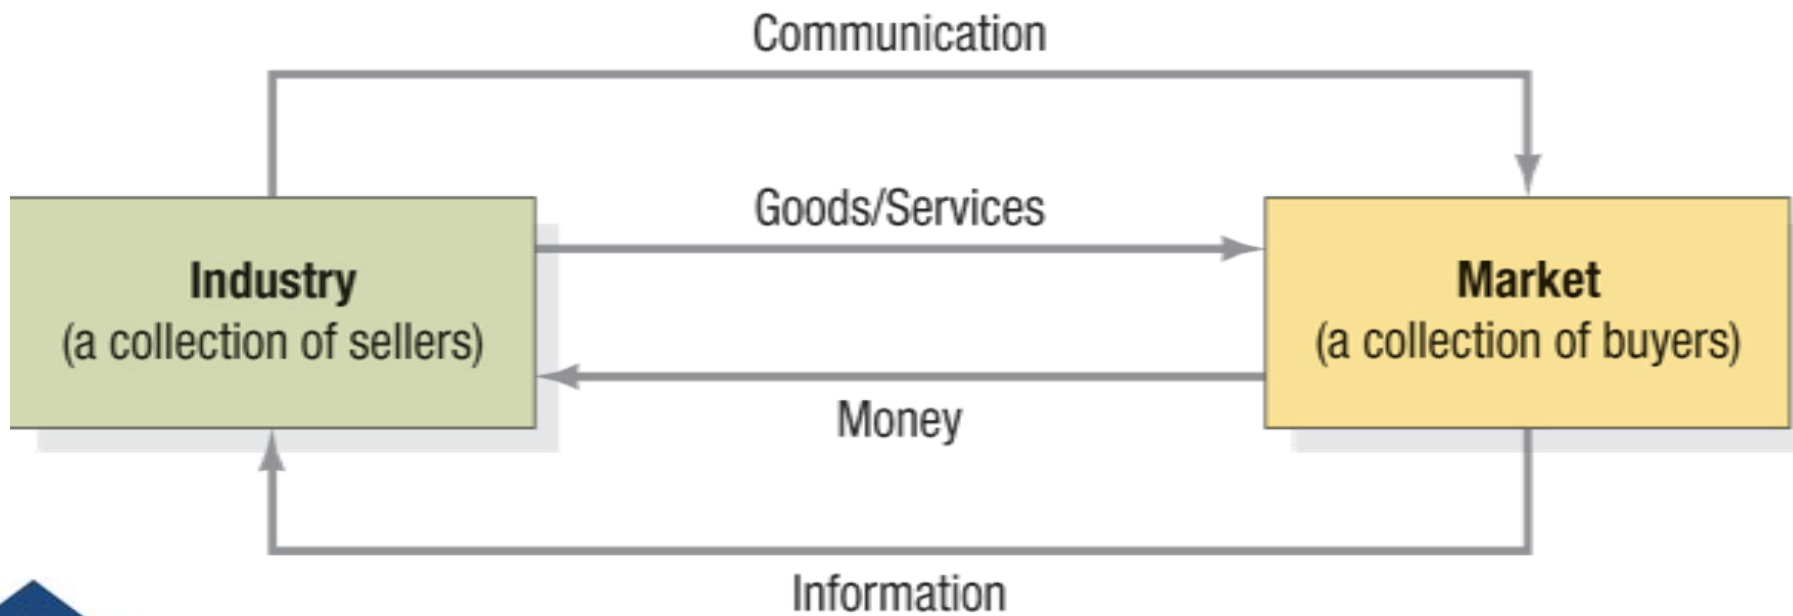 Communication
Goods/Services
Industry
(a collection of sellers)
Market
(a collection of buyers)
Money
Information